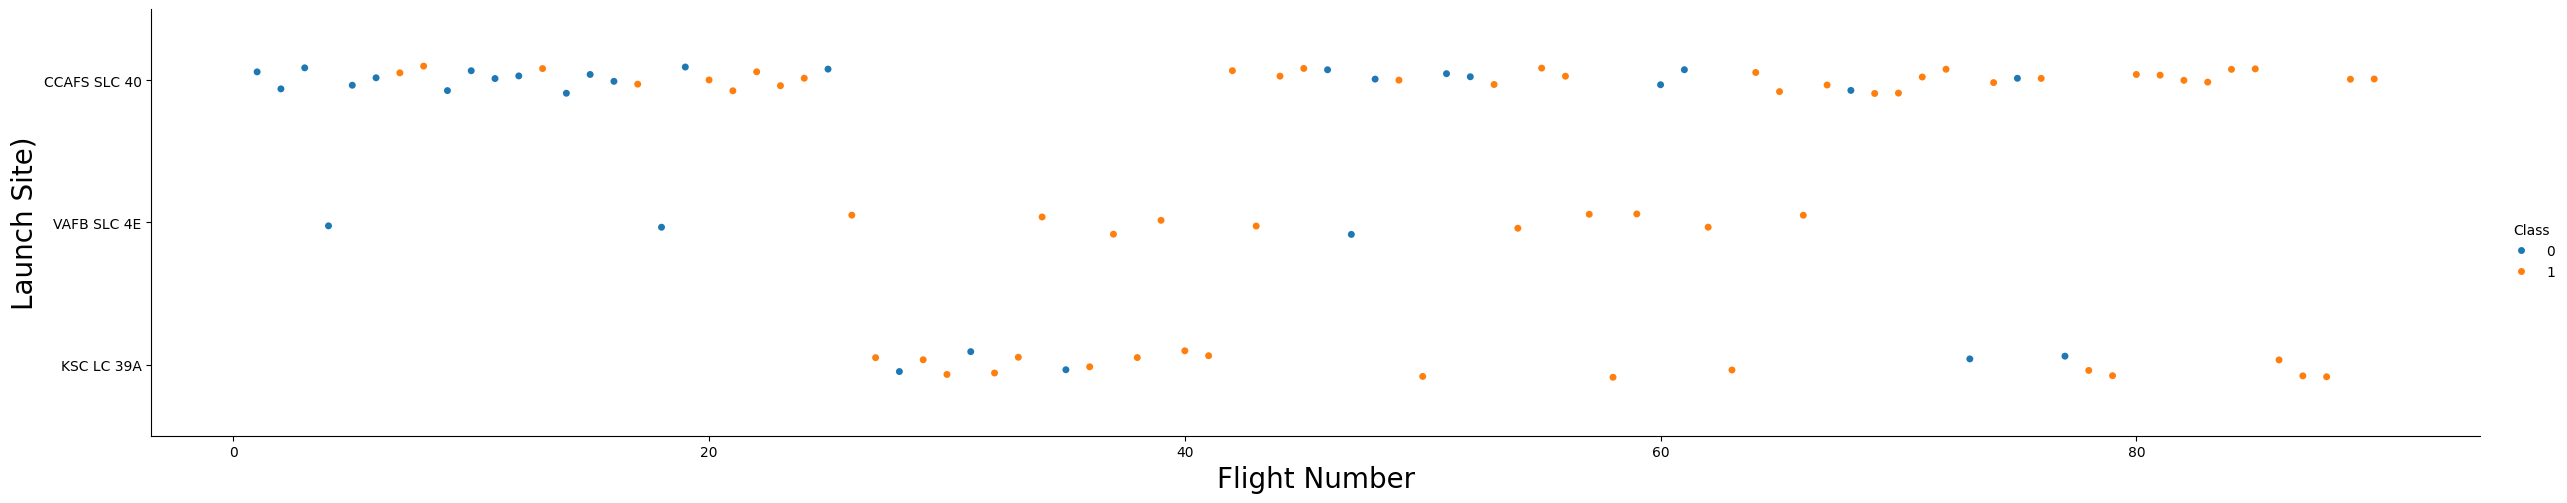 Launch Site)
CCAFS SLC 40
VAFB SLC 4E
KSC LC 39A
0 20 40 60 80
Flight Number
Class
0
1